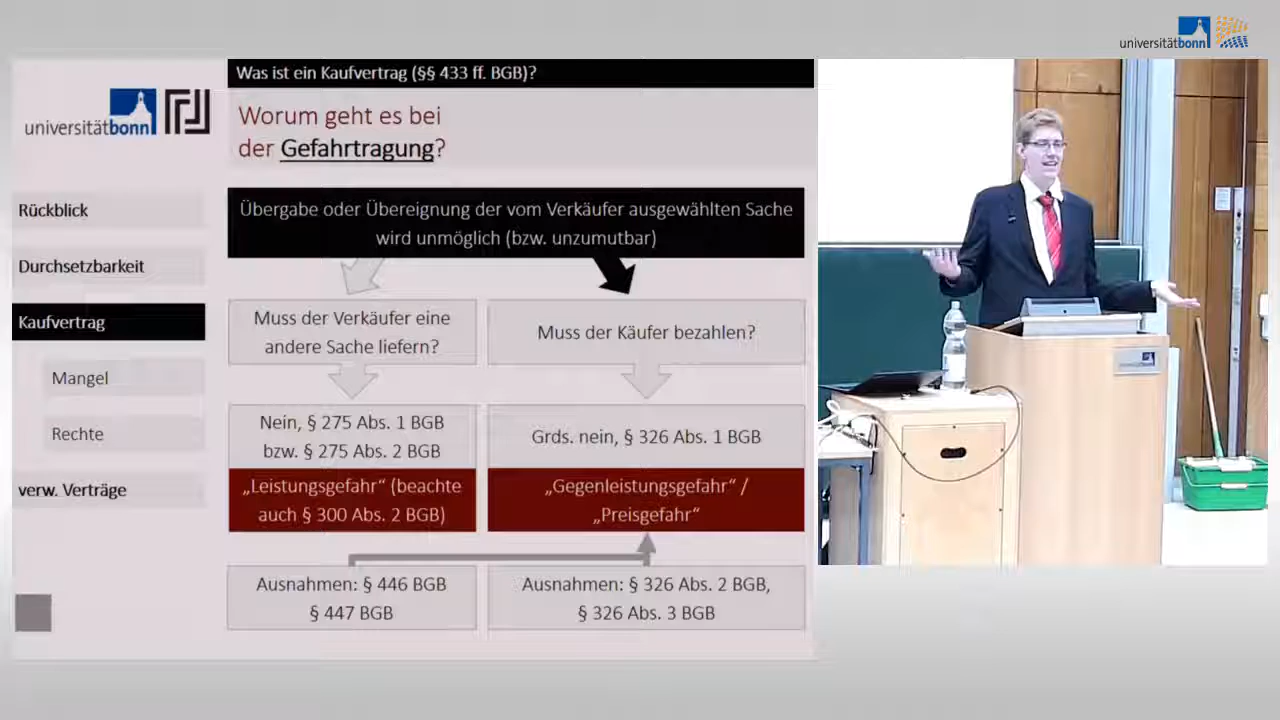 universitätbonn
Was ist ein Kaufvertrag (§§ 433 ff. BGB)?
universitätbonn
Worum geht es bei
der Gefahrtragung?
Rückblick
Durchsetzbarkeit
Kaufvertrag
Mangel
Rechte
verw. Verträge
Übergabe oder Übereignung der vom Verkäufer ausgewählten Sache
wird unmöglich (bzw. unzumutbar)
Muss der Verkäufer eine
andere Sache liefern?
Muss der Käufer bezahlen?
Nein, § 275 Abs. 1 BGB
bzw. § 275 Abs. 2 BGB
Grds. nein, § 326 Abs. 1 BGB
„Leistungsgefahr“ (beachte
auch § 300 Abs. 2 BGB)
„Gegenleistungsgefahr“ /
„Preisgefahr“
Ausnahmen: § 446 BGB
§ 447 BGB
Ausnahmen: § 326 Abs. 2 BGB,
§ 326 Abs. 3 BGB